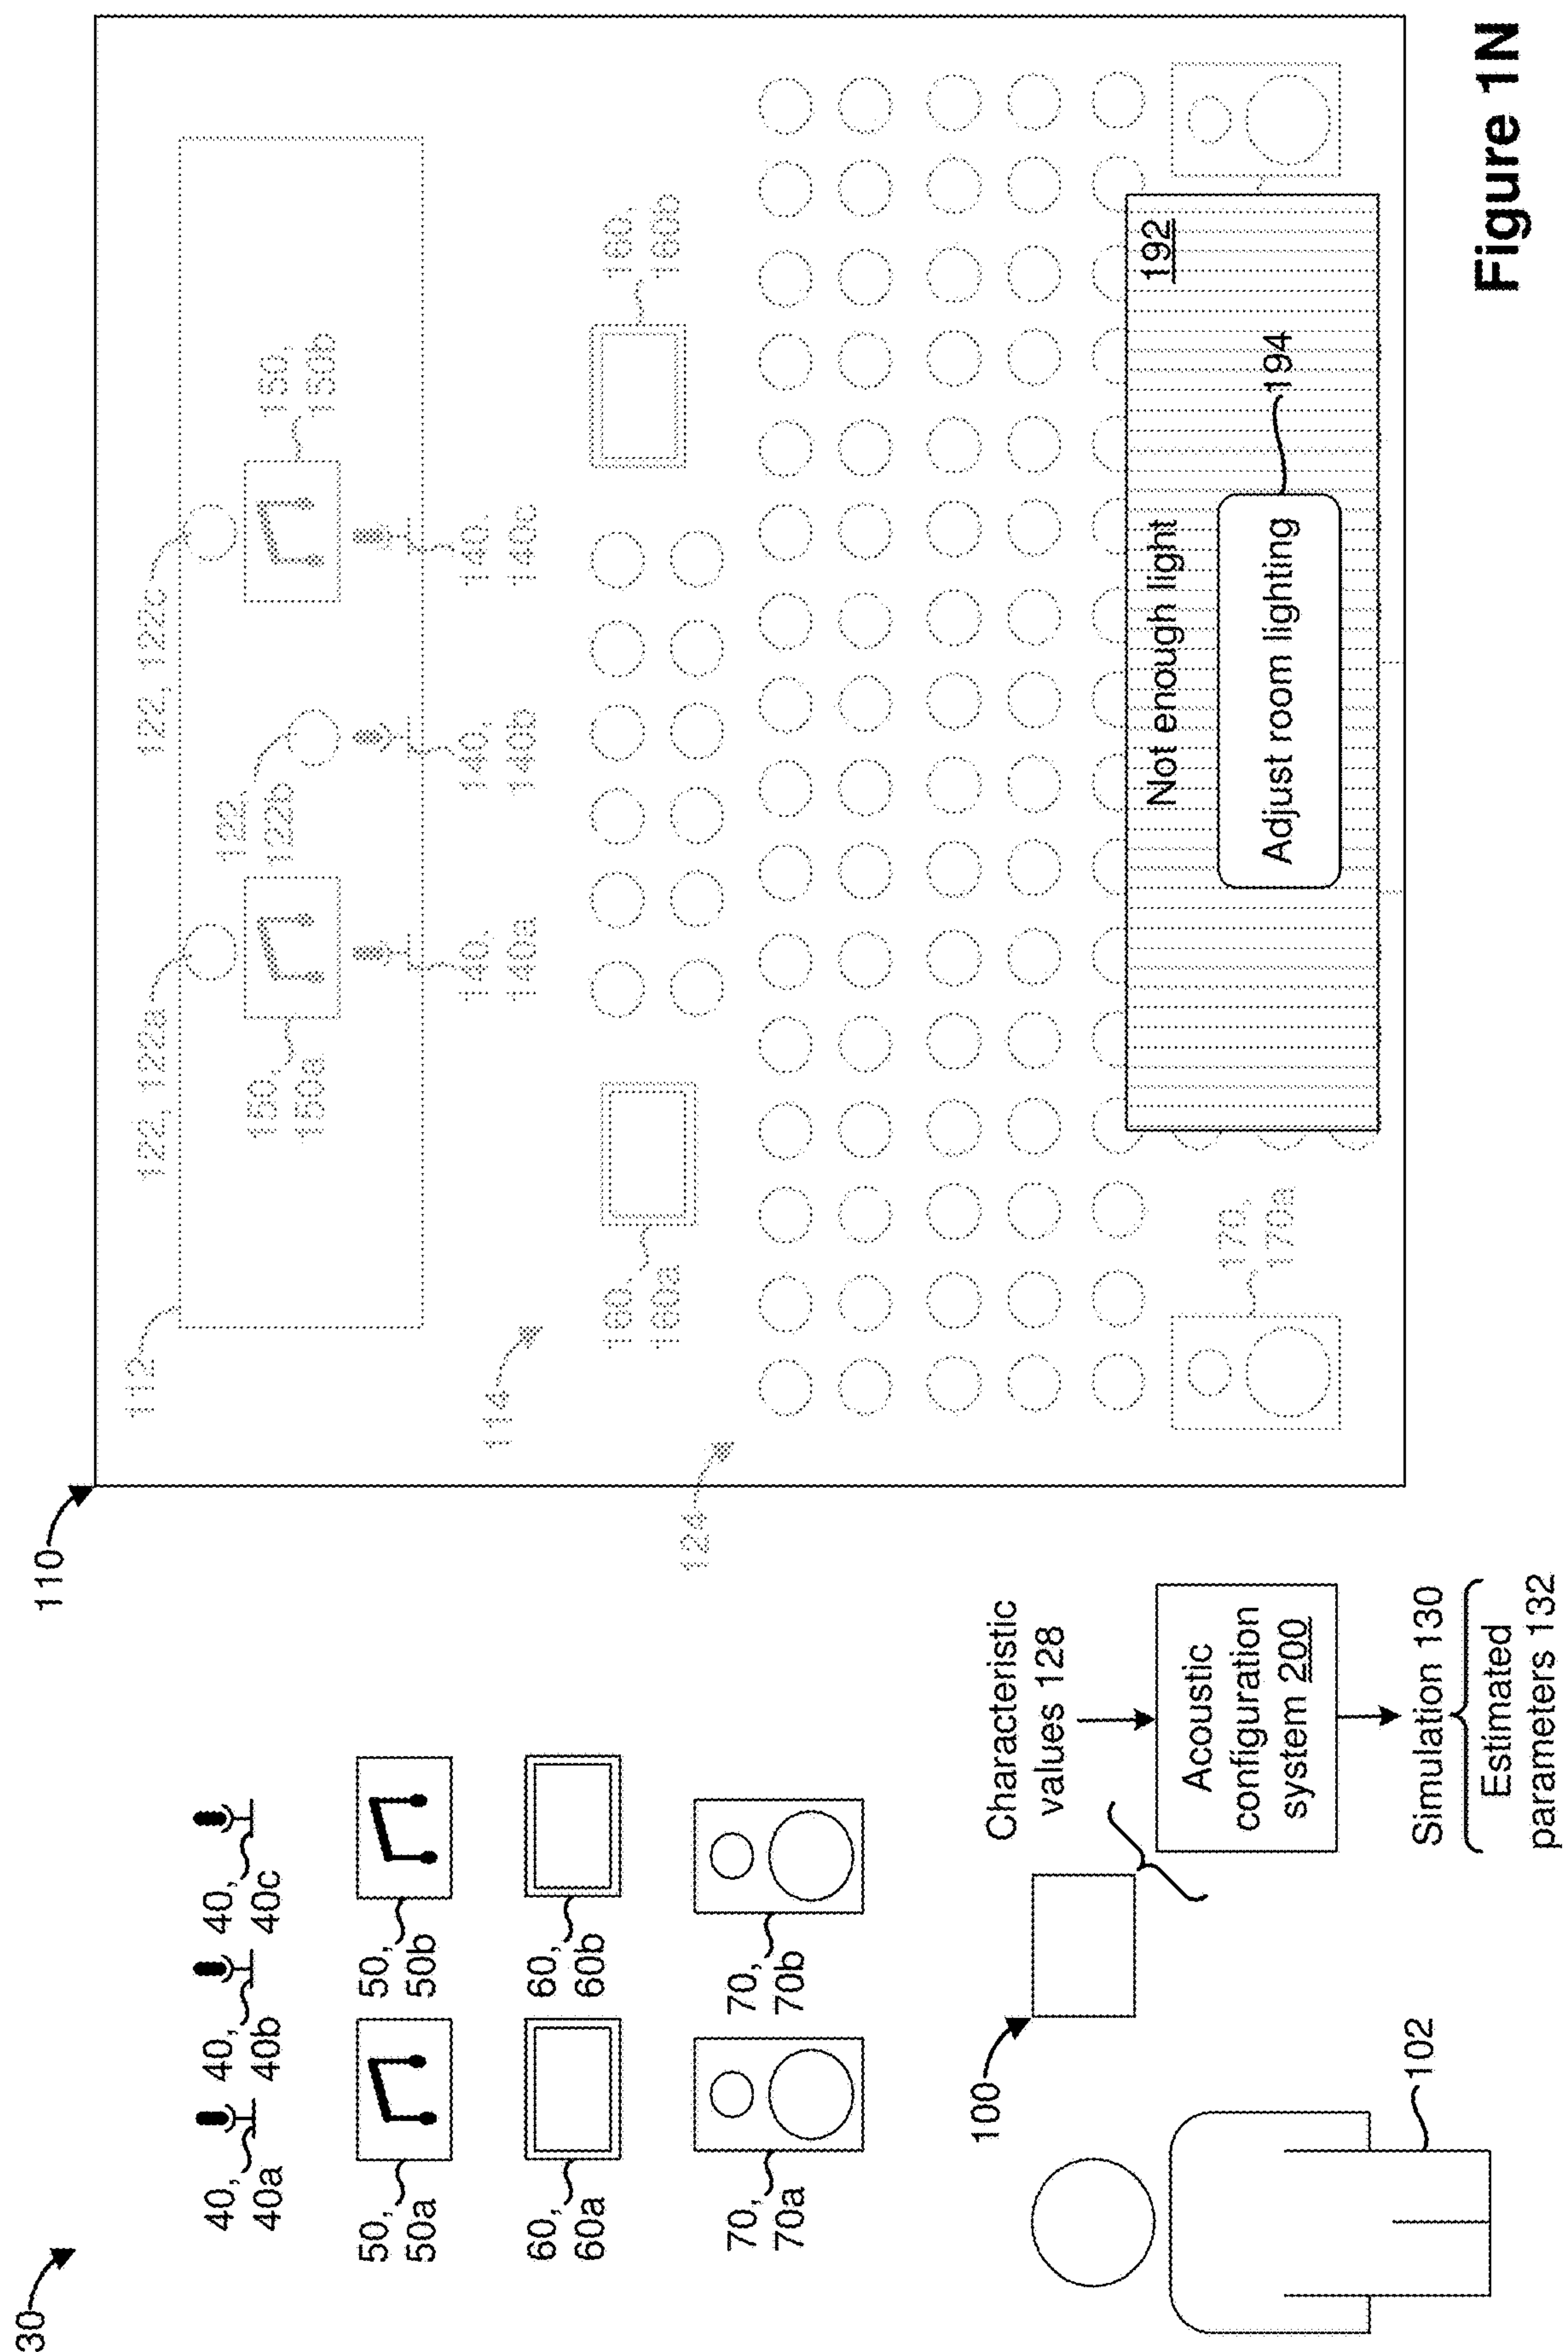 30
40,
40a
40,
40b
40,
40c
50,
50a
50,
50b
60,
60a
60,
60b
70,
70a
70,
70b
100
102
Characteristic
values 128
Acoustic
configuration
system 200
Simulation 130
Estimated
parameters 132
110
112
122, 122a
122,
122b
122, 122c
150,
150a
150,
150b
140,
140a
140,
140b
140,
140c
114
160,
160a
160,
160b
124
170,
170a
192
Not enough light
Adjust room lighting
194
Figure 1N